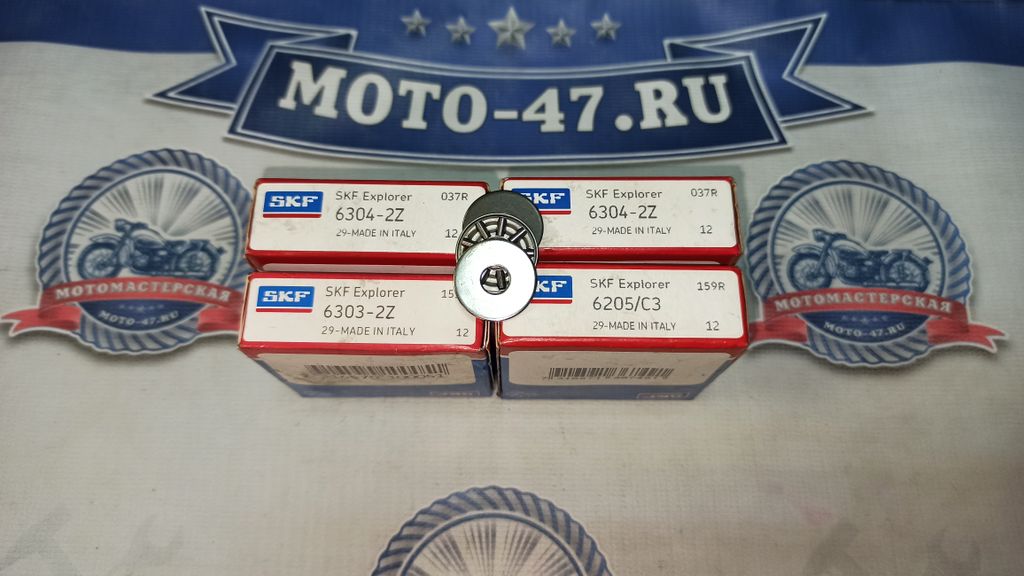 MOTO-47.RU
SKF SKF Explorer 037R
6304-2Z
29-MADE IN ITALY 12
SKF SKF Explorer 037R
6304-2Z
29-MADE IN ITALY 12
SKF SKF Explorer
6303-2Z
29-MADE IN ITALY 12
SKF SKF Explorer 159R
6205/C3
29-MADE IN ITALY 12
МОТОМАСТЕРСКАЯ
MOTO-47.RU
МОТОМАСТЕРСКАЯ
MOTO-47.RU